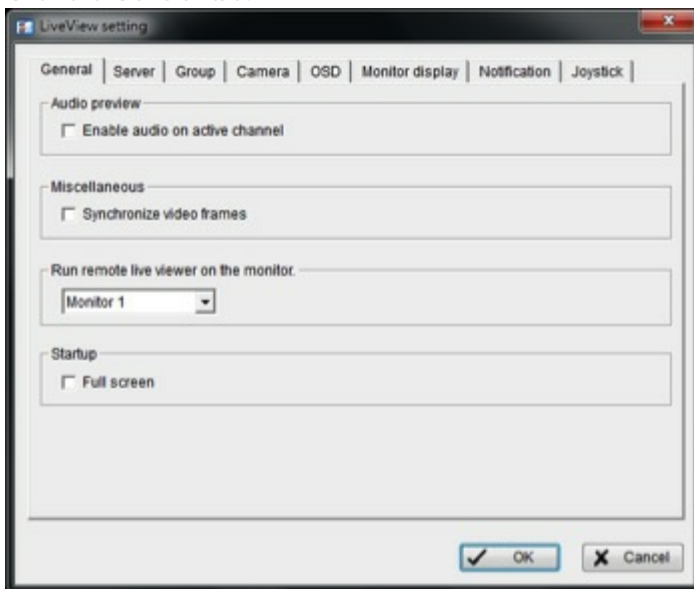 LiveView setting
General Server Group Camera OSD Monitor display Notification Joystick
Audio preview
Enable audio on active channel
Miscellaneous
Synchronize video frames
Run remote live viewer on the monitor.
Monitor 1
Startup
Full screen
OK Cancel